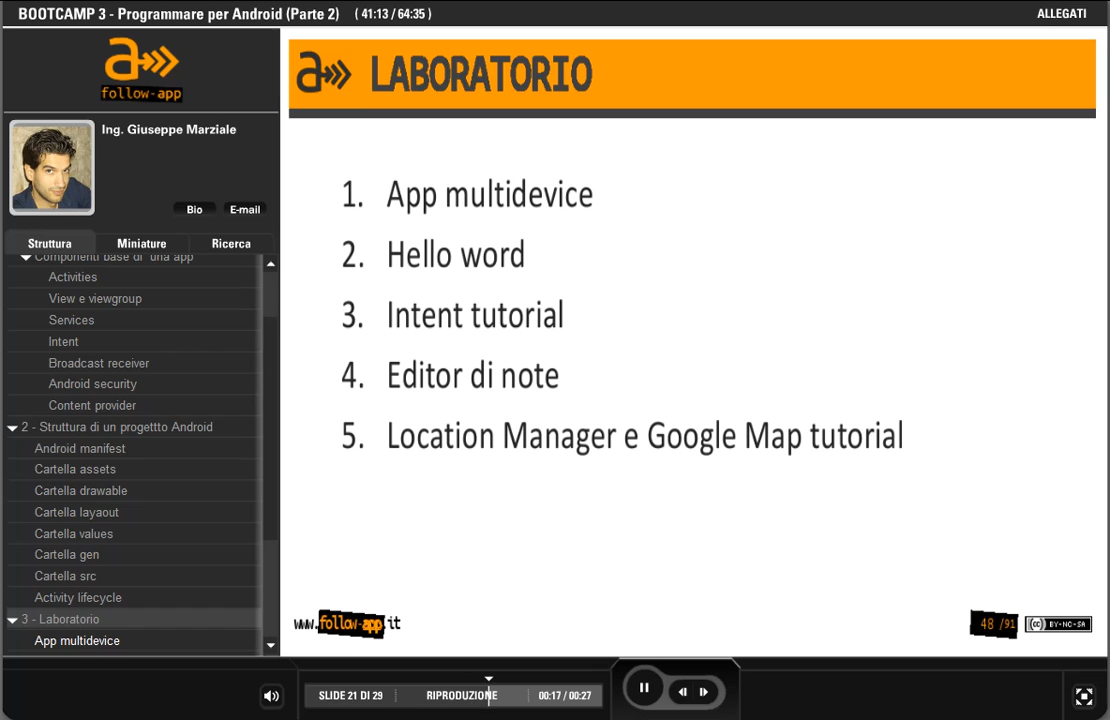 BOOTCAMP 3 - Programmare per Android (Parte 2) ( 41:13 / 64:35 )
ALLEGATI
a
follow-app
Ing. Giuseppe Marziale
Bio
E-mail
Struttura
Miniature
Ricerca
Componenti base di una app
Activities
View e viewgroup
Services
Intent
Broadcast receiver
Android security
Content provider
2 - Struttura di un progettto Android
Android manifest
Cartella assets
Cartella drawable
Cartella layaout
Cartella values
Cartella gen
Cartella src
Activity lifecycle
3 - Laboratorio
App multidevice
a LABORATORIO
1. App multidevice
2. Hello word
3. Intent tutorial
4. Editor di note
5. Location Manager e Google Map tutorial
www.follow-app.it
48 /91
(cc) BY-NC-SA
SLIDE 21 DI 29
RIPRODUZIONE
00:17 / 00:27